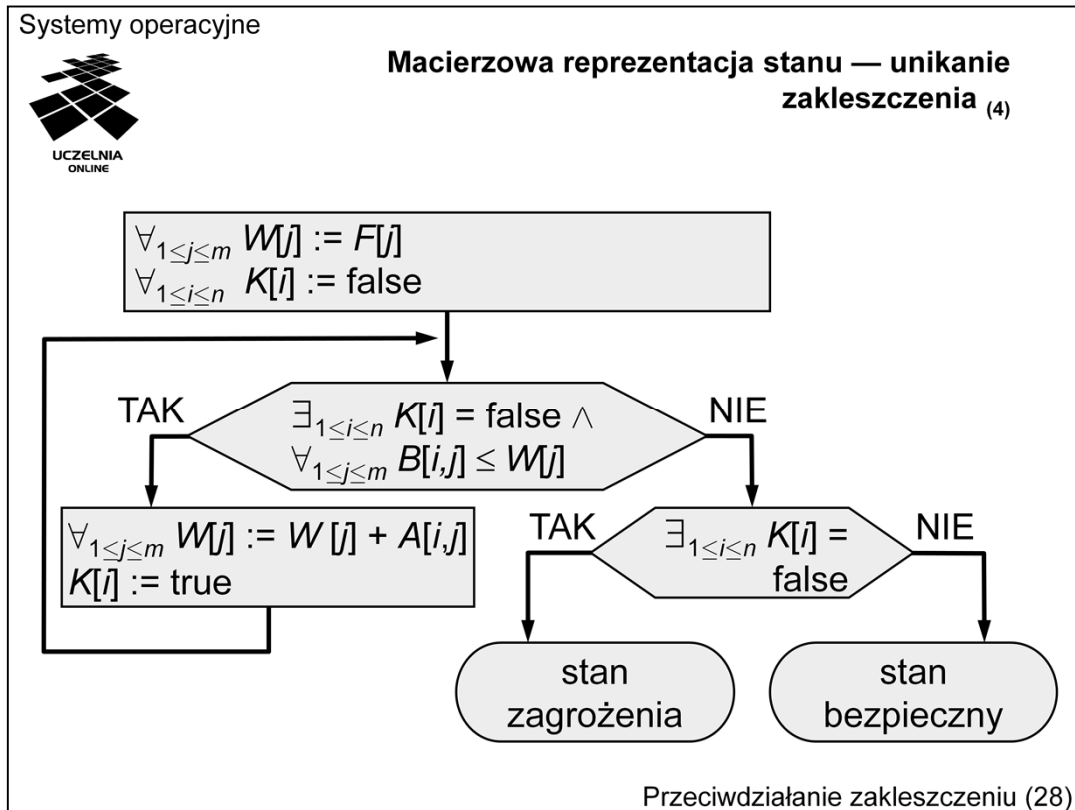 Systemy operacyjne
UCZELNIA
ONLINE
Macierzowa reprezentacja stanu — unikanie
zakleszczenia (4)
∀1≤j≤m W[j] := F[j]
∀1≤i≤n K[i] := false
TAK
∃1≤i≤n K[i] = false ∧
∀1≤j≤m B[i,j] ≤ W[j]
NIE
∀1≤j≤m W[j] := W [j] + A[i,j]
K[i] := true
TAK
∃1≤i≤n K[i] =
false
NIE
stan
zagrożenia
stan
bezpieczny
Przeciwdziałanie zakleszczeniu (28)